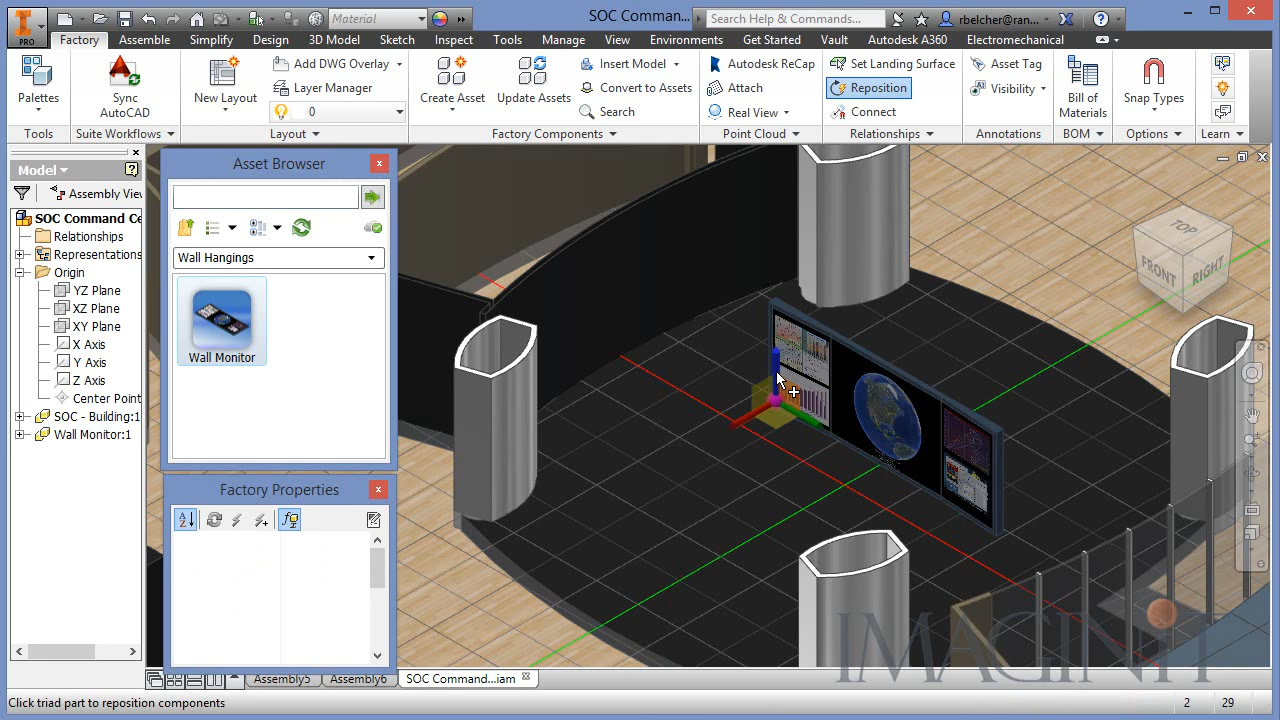 PRO
Material
SOC Comman...
Search Help & Commands...
rbelcher@ran...
Factory
Assemble
Simplify
Design
3D Model
Sketch
Inspect
Tools
Manage
View
Environments
Get Started
Vault
Autodesk A360
Electromechanical
Palettes
Tools
Sync
AutoCAD
Suite Workflows
New Layout
Add DWG Overlay
Layer Manager
0
Layout
Create Asset
Update Assets
Insert Model
Convert to Assets
Search
Factory Components
Autodesk ReCap
Attach
Real View
Point Cloud
Set Landing Surface
Reposition
Connect
Relationships
Asset Tag
Visibility
Annotations
Bill of
Materials
BOM
Snap Types
Options
Learn
Model
Assembly Viev
SOC Command Ce
Relationships
Representations
Origin
YZ Plane
XZ Plane
XY Plane
X Axis
Y Axis
Z Axis
Center Point
SOC - Building:1
Wall Monitor:1
Asset Browser
Wall Hangings
Wall Monitor
Factory Properties
TOP
FRONT
RIGHT
IMAGINiT
Assembly5
Assembly6
SOC Command...iam
Click triad part to reposition components
2
29